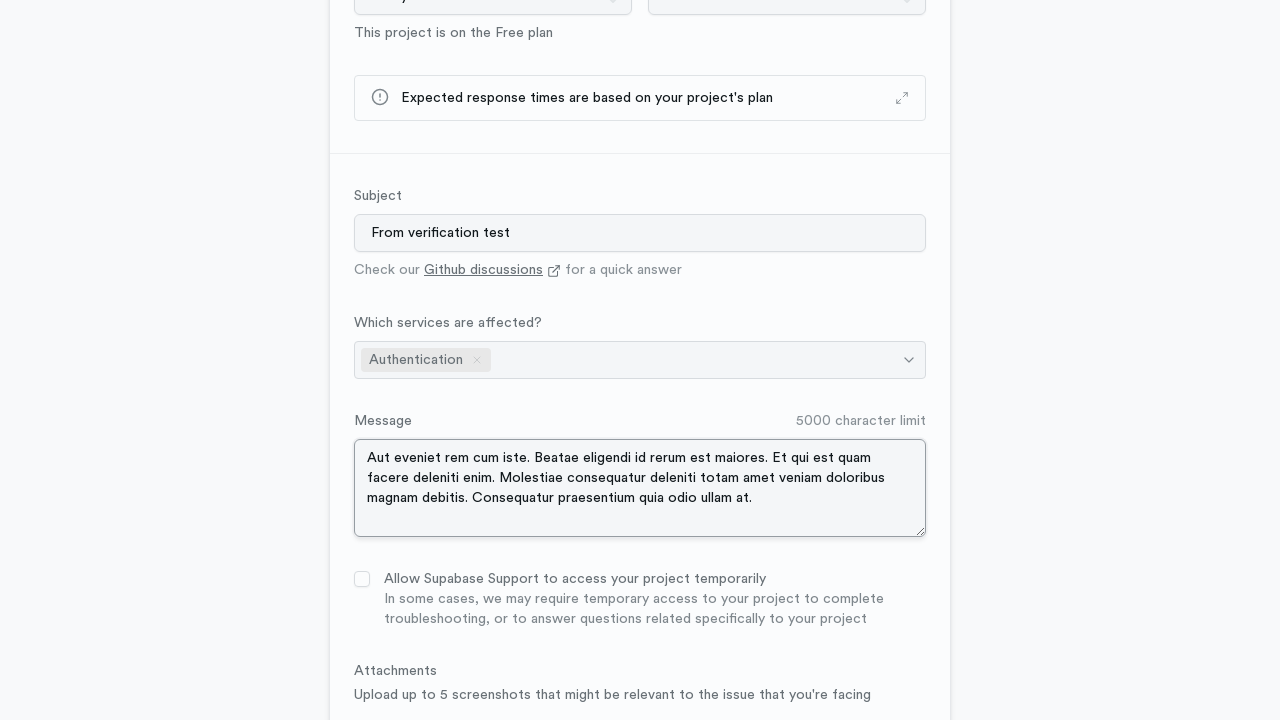 This project is on the Free plan
Expected response times are based on your project's plan
Subject
From verification test
Check our Github discussions for a quick answer
Which services are affected?
Authentication
Message
5000 character limit
Aut eveniet rem cum iste. Beatae eligendi id rerum est maiores. Et qui est quam
facere deleniti enim. Molestiae consequatur deleniti totam amet veniam doloribus
magnam debitis. Consequatur praesentium quia odio ullam at.
Allow Supabase Support to access your project temporarily
In some cases, we may require temporary access to your project to complete
troubleshooting, or to answer questions related specifically to your project
Attachments
Upload up to 5 screenshots that might be relevant to the issue that you're facing